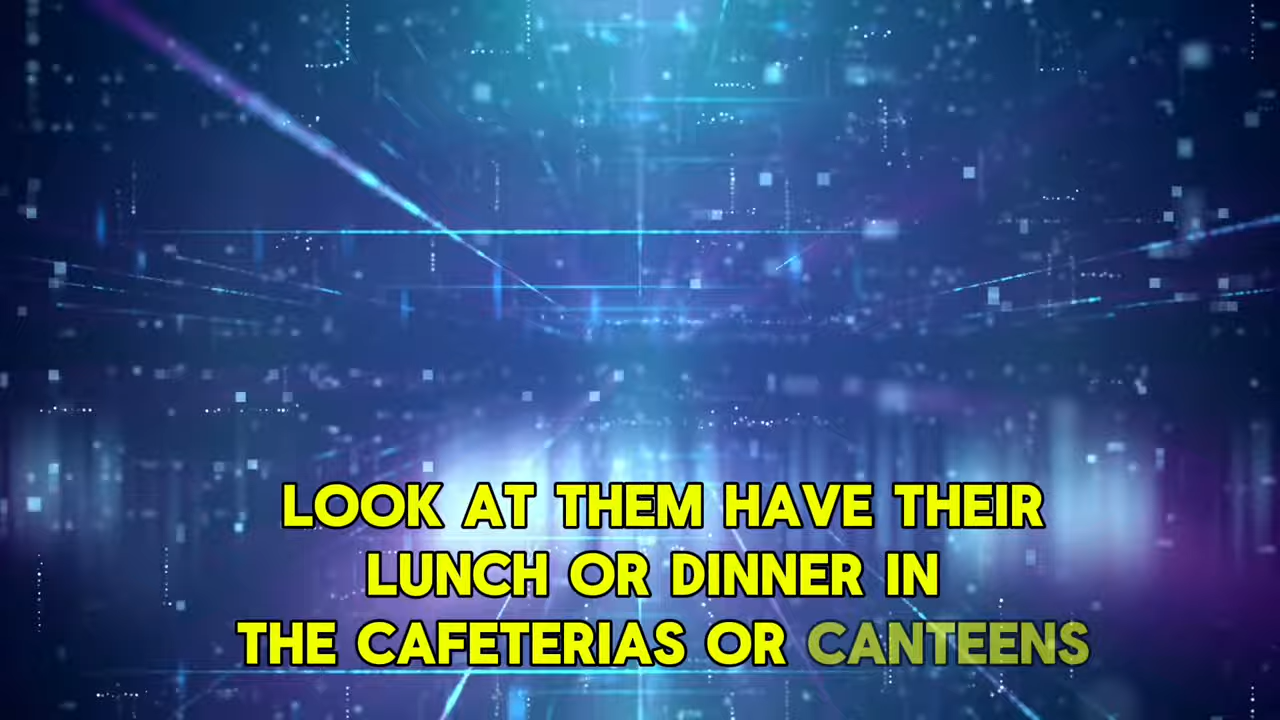 LOOK AT THEM HAVE THEIR
LUNCH OR DINNER IN
THE CAFETERIAS OR CANTEENS